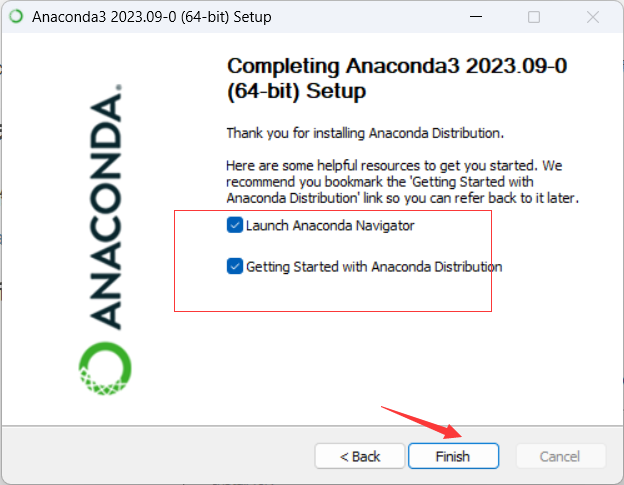 Anaconda3 2023.09-0 (64-bit) Setup
Completing Anaconda3 2023.09-0
(64-bit) Setup
Thank you for installing Anaconda Distribution.
Here are some helpful resources to get you started. We
recommend you bookmark the 'Getting Started with
Anaconda Distribution' link so you can refer back to it later.
Launch Anaconda Navigator
Getting Started with Anaconda Distribution
ANACONDA.
< Back
Finish
Cancel